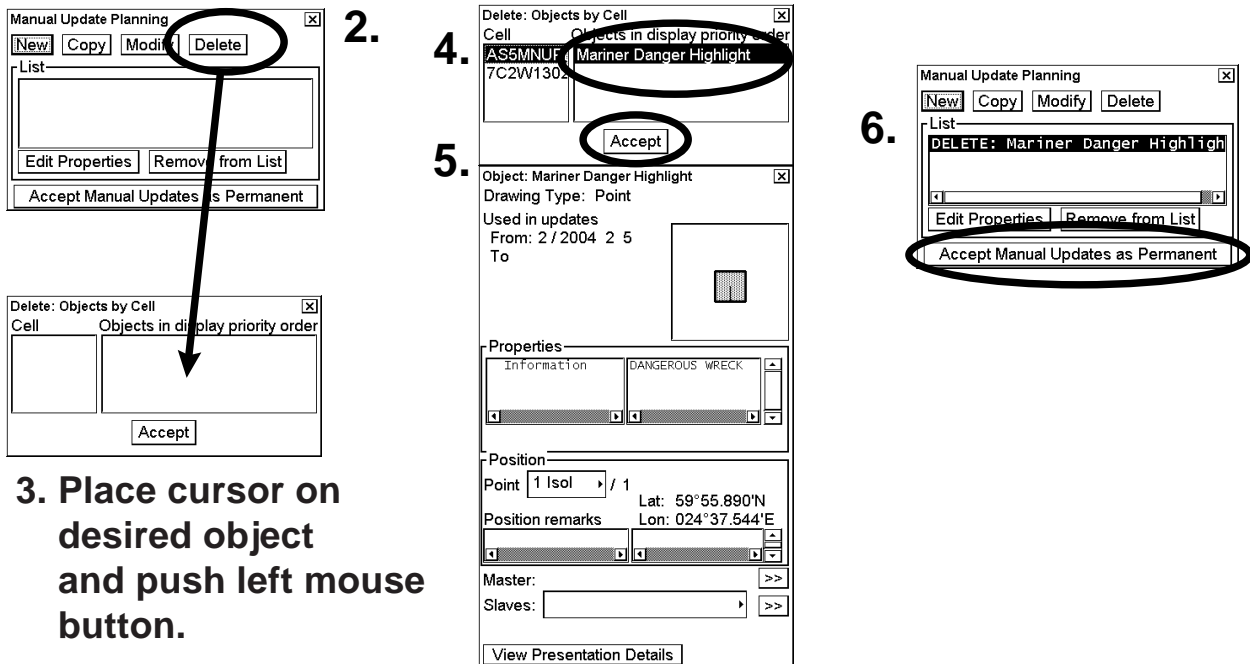 Manual Update Planning
New Copy Modify Delete
2.
List
Edit Properties Remove from List
Accept Manual Updates as Permanent
Delete: Objects by Cell
Cell Objects in display priority order
Accept
3. Place cursor on
desired object
and push left mouse
button.
4.
Delete: Objects by Cell
Cell Objects in display priority order
AS5MNUP Mariner Danger Highlight
7C2W1302
Accept
5.
Object: Mariner Danger Highlight
Drawing Type: Point
Used in updates
From: 2 / 2004 2 5
To
Properties
Information DANGEROUS WRECK
Position
Point 1 Isol / 1
Lat: 59°55.890'N
Position remarks Lon: 024°37.544'E
Master: >>
Slaves: >>
View Presentation Details
6.
Manual Update Planning
New Copy Modify Delete
List
DELETE: Mariner Danger Highligh
Edit Properties Remove from List
Accept Manual Updates as Permanent